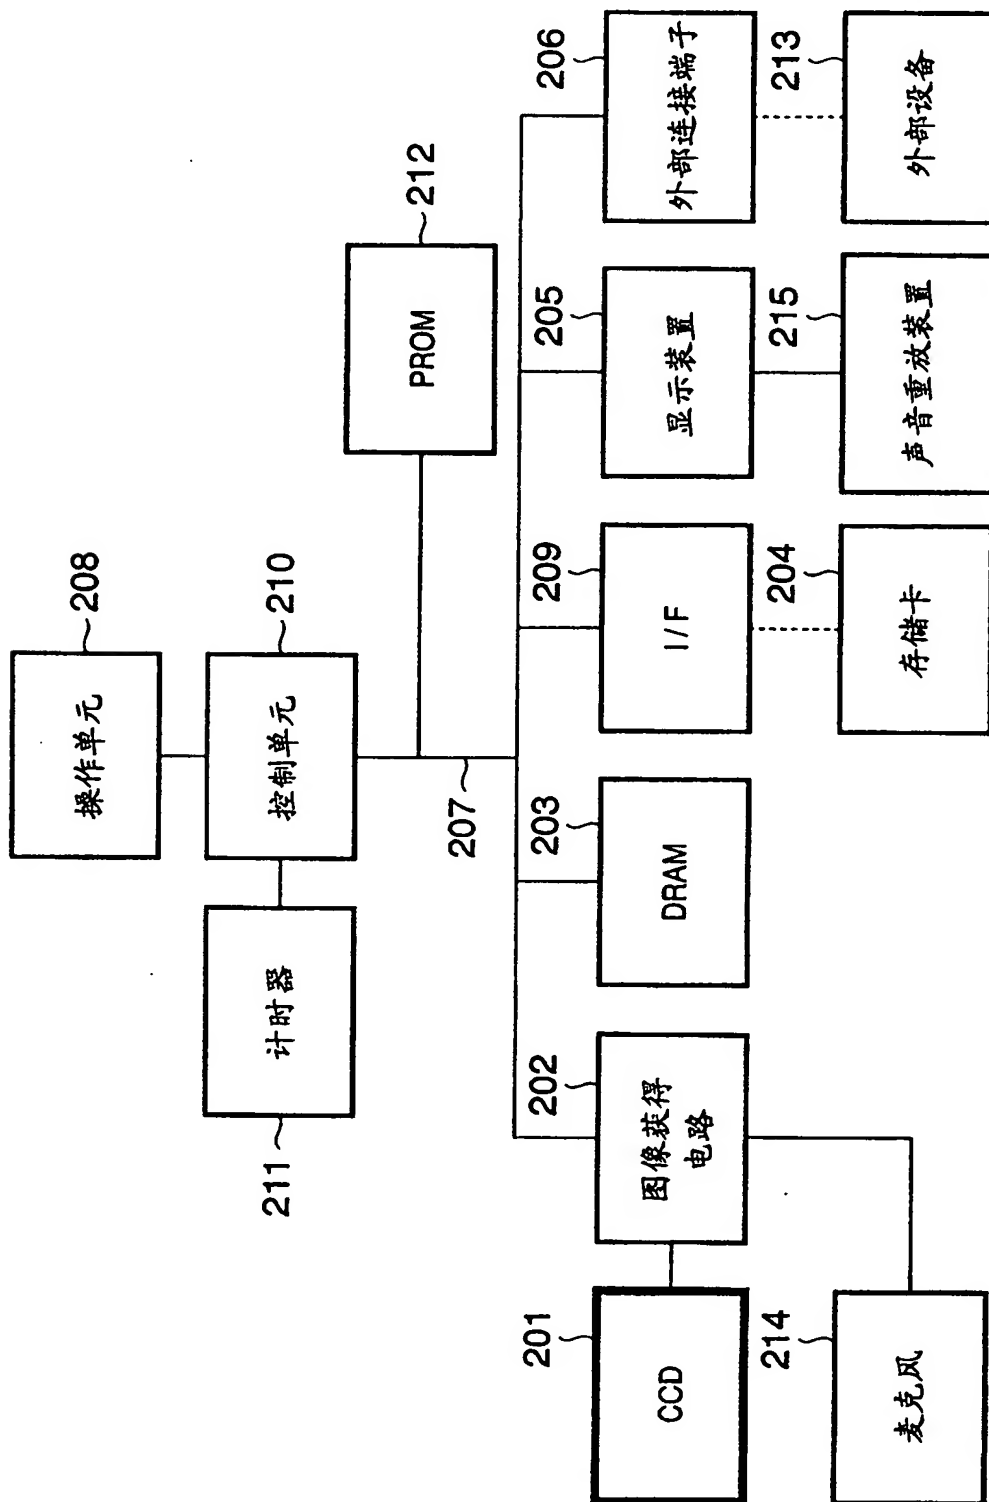 操作单元
208
计时器
211
控制单元
210
PROM
212
207
CCD
201
图像获得
电路
202
DRAM
203
I/F
209
显示装置
205
外部连接端子
206
麦克风
214
存储卡
204
声音重放装置
215
外部设备
213